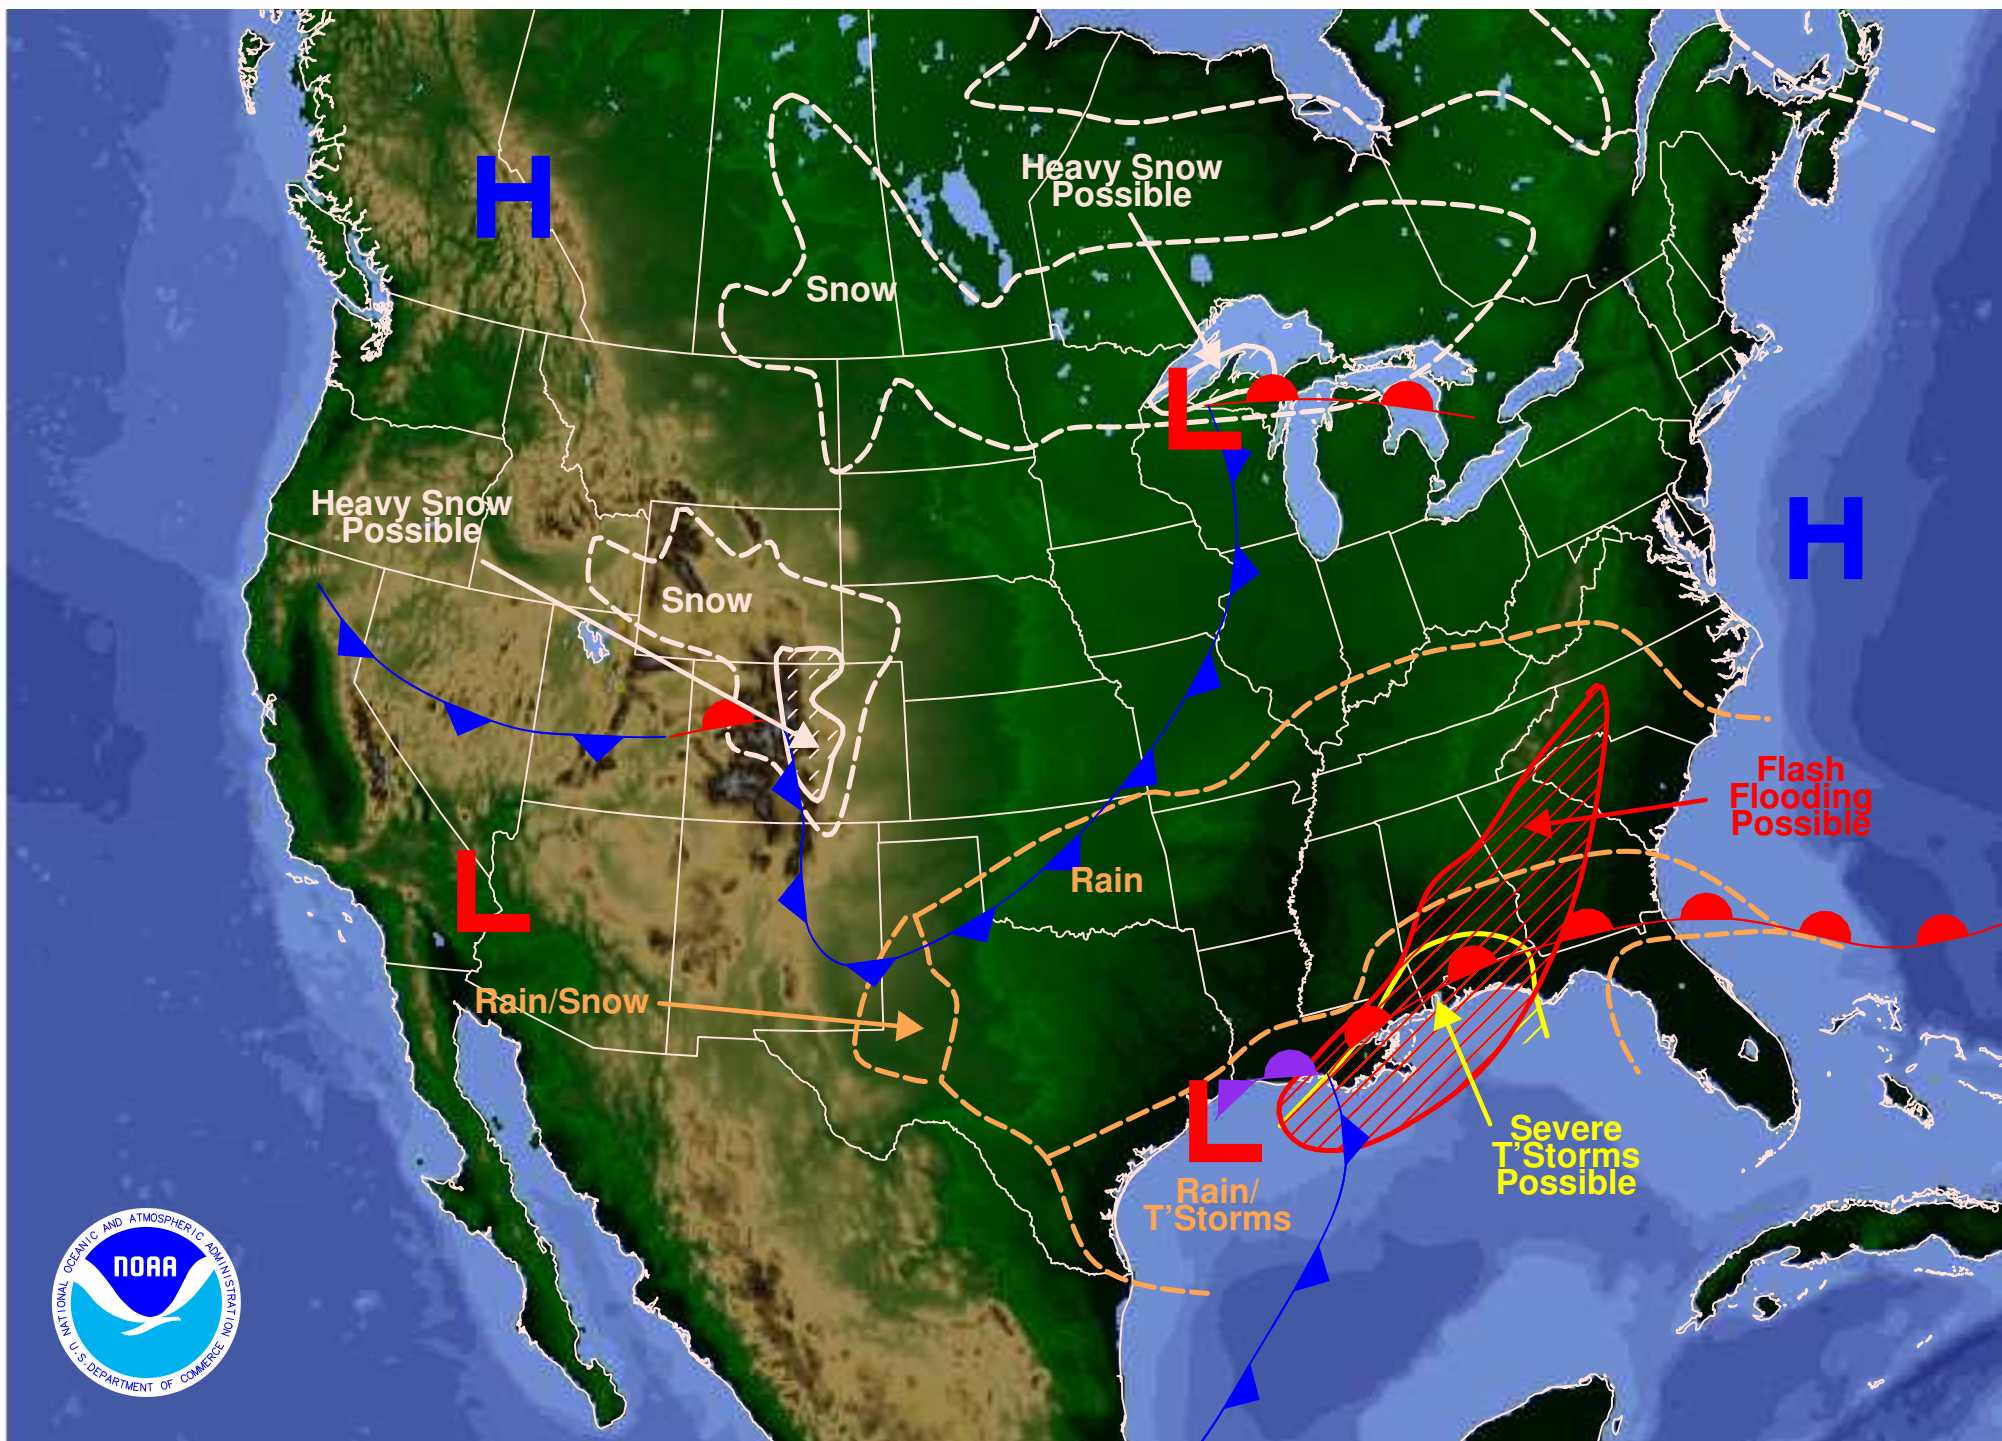 H
Heavy Snow
Possible
Snow
L
Heavy Snow
Possible
H
Snow
Flash
Flooding
Possible
L
Rain
Rain/Snow
L
Severe
T'Storms
Possible
Rain/
T'Storms
NATIONAL OCEANIC AND ATMOSPHERIC ADMINISTRATION
NOAA
U.S. DEPARTMENT OF COMMERCE